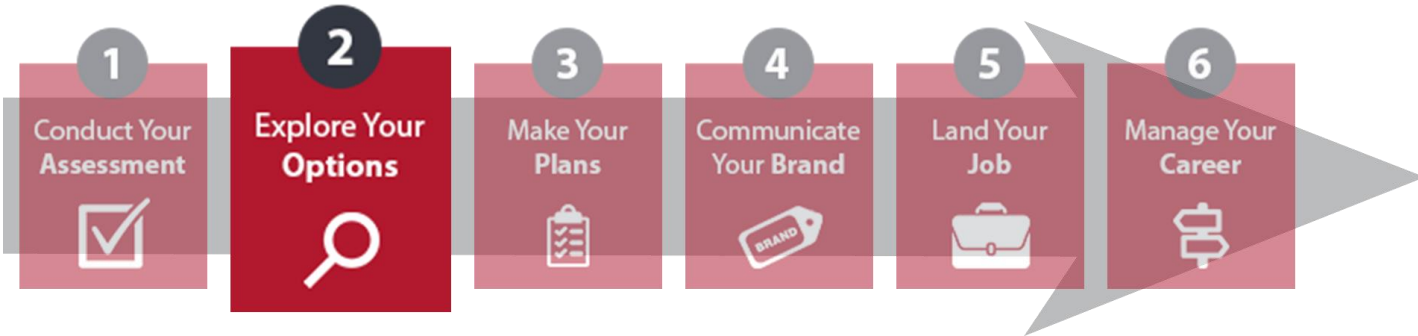 1
Conduct Your
Assessment
2
Explore Your
Options
3
Make Your
Plans
4
Communicate
Your Brand
BRAND
5
Land Your
Job
6
Manage Your
Career